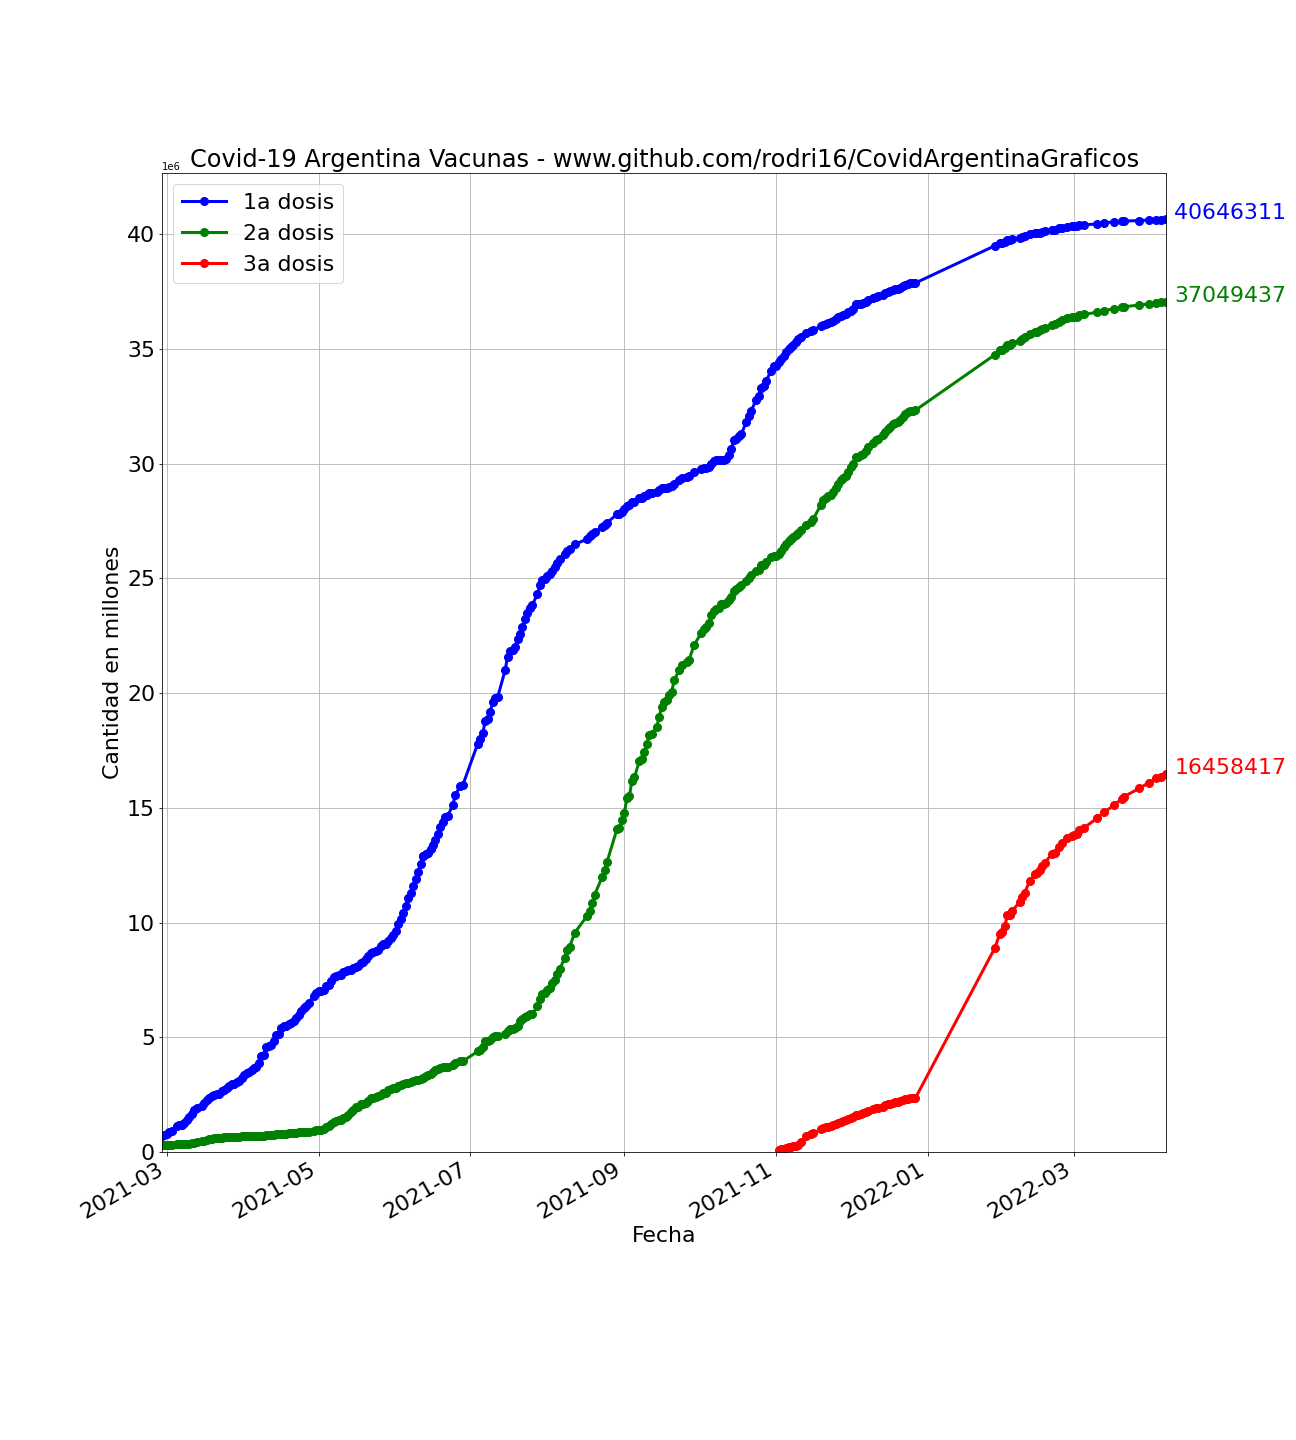 Covid-19 Argentina Vacunas - www.github.com/rodri16/CovidArgentinaGraficos
1e6
1a dosis
2a dosis
3a dosis
40646311
37049437
16458417
Cantidad en millones
40
35
30
25
20
15
10
5
0
2021-03
2021-05
2021-07
2021-09
2021-11
2022-01
2022-03
Fecha